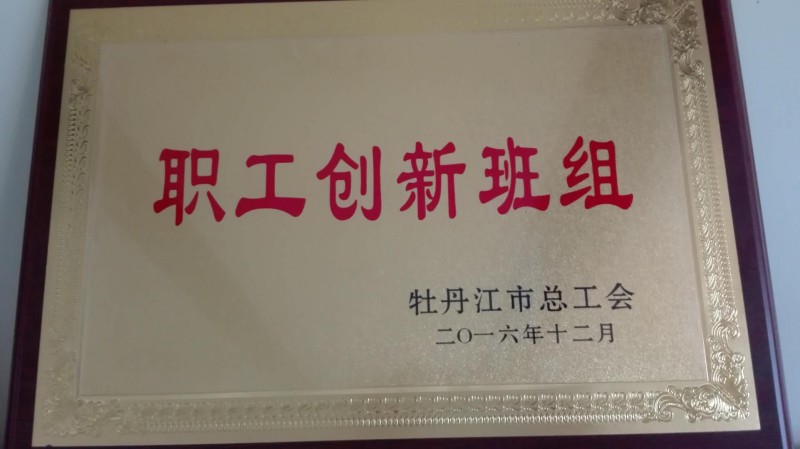 职工创新班组
牡丹江市总工会
二〇一六年十二月